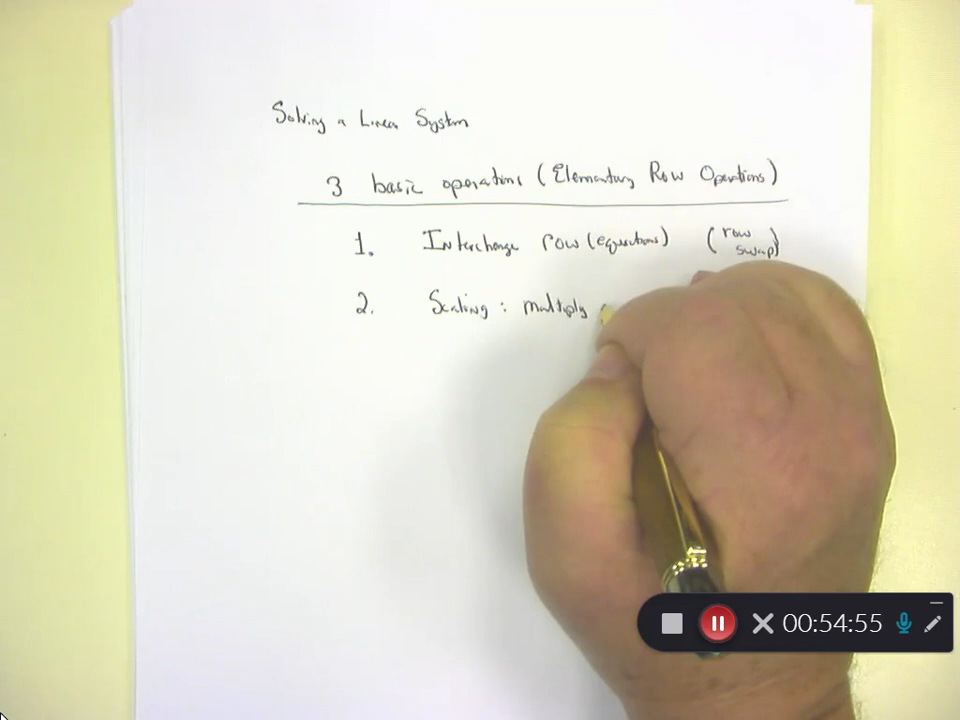 Solving a Linear System
3 basic operations (Elementary Row Operations)
1. Interchange row (equations) (row swap)
2. Scaling : multiply
00:54:55